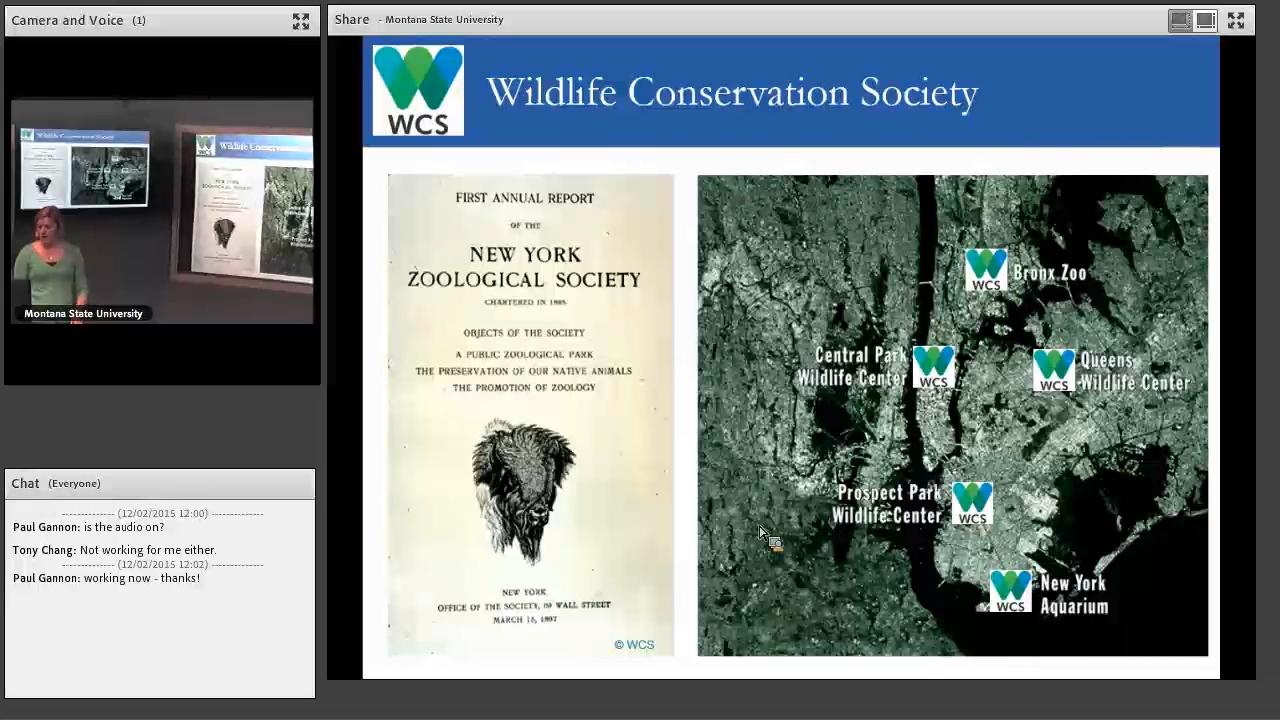 Camera and Voice (1)
Montana State University
Chat (Everyone)
-------------- (12/02/2015 12:00) --------------
Paul Gannon: is the audio on?
Tony Chang: Not working for me either.
-------------- (12/02/2015 12:02) --------------
Paul Gannon: working now - thanks!
Share - Montana State University
WCS
Wildlife Conservation Society
FIRST ANNUAL REPORT
OF THE
NEW YORK
ZOOLOGICAL SOCIETY
CHARTERED IN 1895
OBJECTS OF THE SOCIETY
A PUBLIC ZOOLOGICAL PARK
THE PRESERVATION OF OUR NATIVE ANIMALS
THE PROMOTION OF ZOOLOGY
NEW YORK
OFFICE OF THE SOCIETY, 69 WALL STREET
MARCH 15, 1897
© WCS
WCS
Bronx Zoo
Central Park
Wildlife Center
WCS
WCS
Queens
Wildlife Center
Prospect Park
Wildlife Center
WCS
WCS
New York
Aquarium